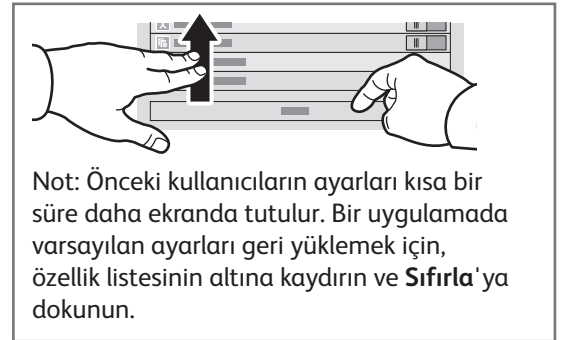 Not: Önceki kullanıcıların ayarları kısa bir
süre daha ekranda tutulur. Bir uygulamada
varsayılan ayarları geri yüklemek için,
özellik listesinin altına kaydırın ve Sıfırla'ya
dokunun.